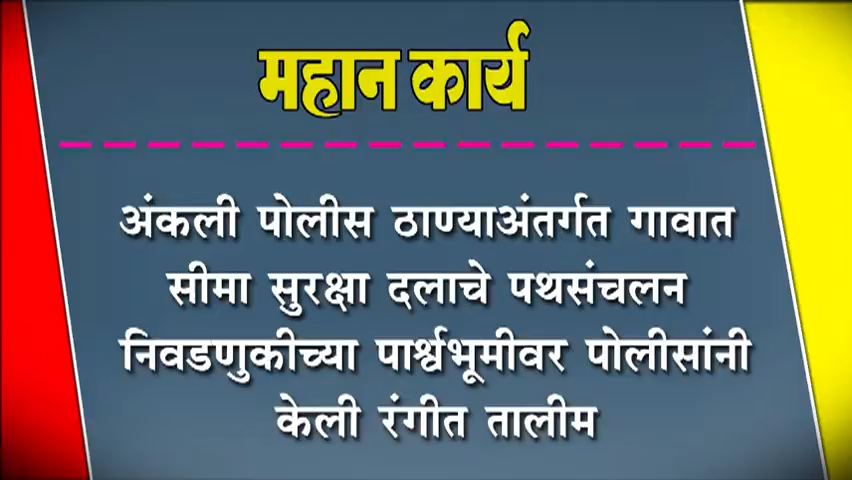 महान कार्य
अंकली पोलीस ठाण्याअंतर्गत गावात
सीमा सुरक्षा दलाचे पथसंचलन
निवडणुकीच्या पार्श्वभूमीवर पोलीसांनी
केली रंगीत तालीम